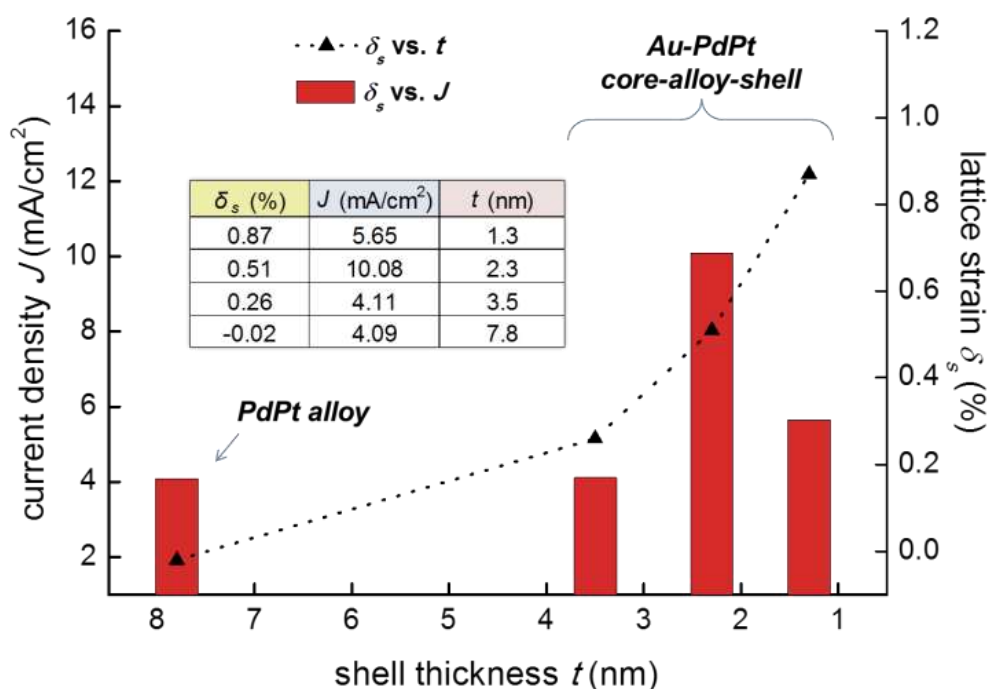 δs vs. t
δs vs. J
Au-PdPt
core-alloy-shell
δs (%) J (mA/cm²) t (nm)
0.87 5.65 1.3
0.51 10.08 2.3
0.26 4.11 3.5
-0.02 4.09 7.8
PdPt alloy
current density J (mA/cm²)
16
14
12
10
8
6
4
2
lattice strain δs (%)
1.2
1.0
0.8
0.6
0.4
0.2
0.0
8 7 6 5 4 3 2 1
shell thickness t (nm)